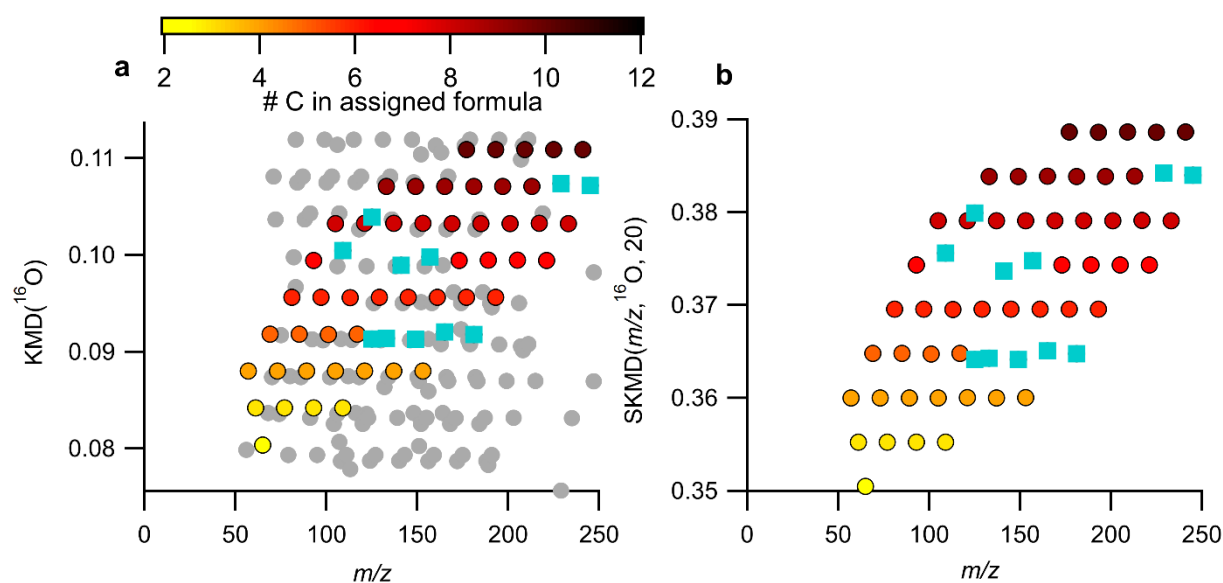 2 4 6 8 10 12
# C in assigned formula
a
0.11
0.10
0.09
0.08
KMD(¹⁶O)
0 50 100 150 200 250
m/z
b
0.39
0.38
0.37
0.36
0.35
SKMD(m/z, ¹⁶O, 20)
0 50 100 150 200 250
m/z